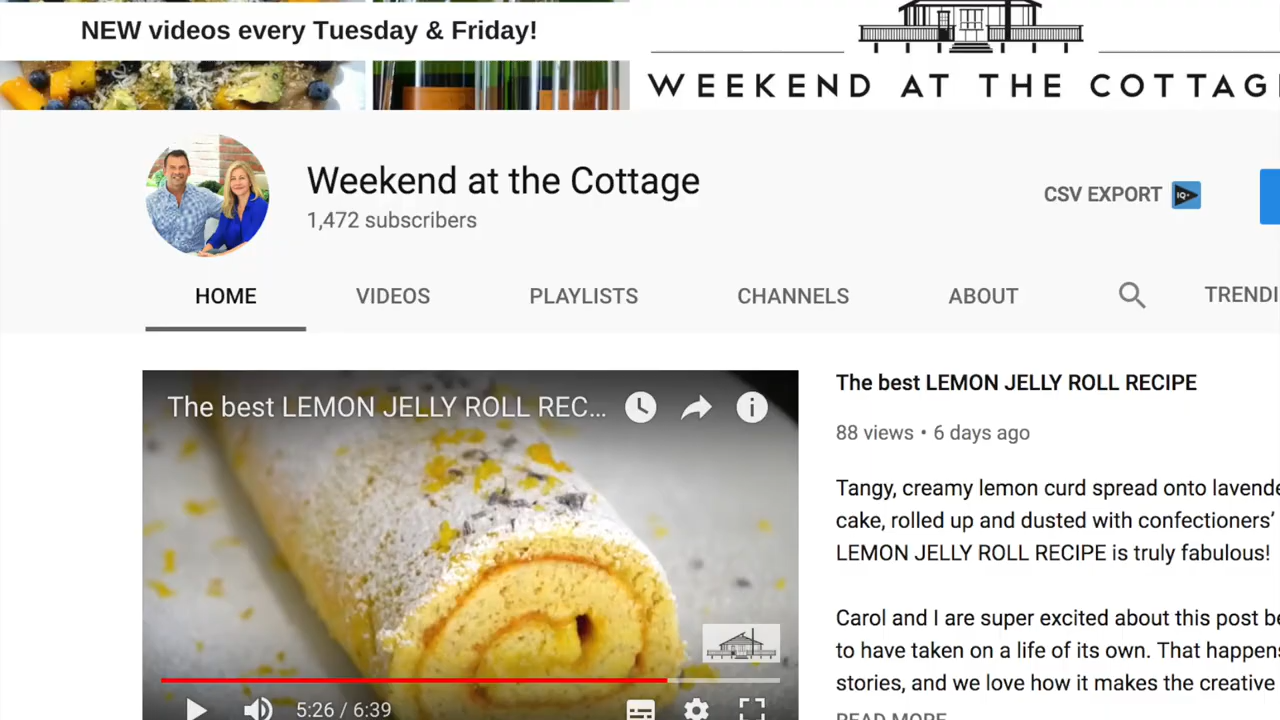 NEW videos every Tuesday & Friday!
WEEKEND AT THE COTTAGE
Weekend at the Cottage
1,472 subscribers
CSV EXPORT IQ+
HOME VIDEOS PLAYLISTS CHANNELS ABOUT TRENDI
The best LEMON JELLY ROLL REC...
The best LEMON JELLY ROLL RECIPE
88 views • 6 days ago
Tangy, creamy lemon curd spread onto lavende
cake, rolled up and dusted with confectioners'
LEMON JELLY ROLL RECIPE is truly fabulous!
Carol and I are super excited about this post be
to have taken on a life of its own. That happens
stories, and we love how it makes the creative
READ MORE
5:26 / 6:39